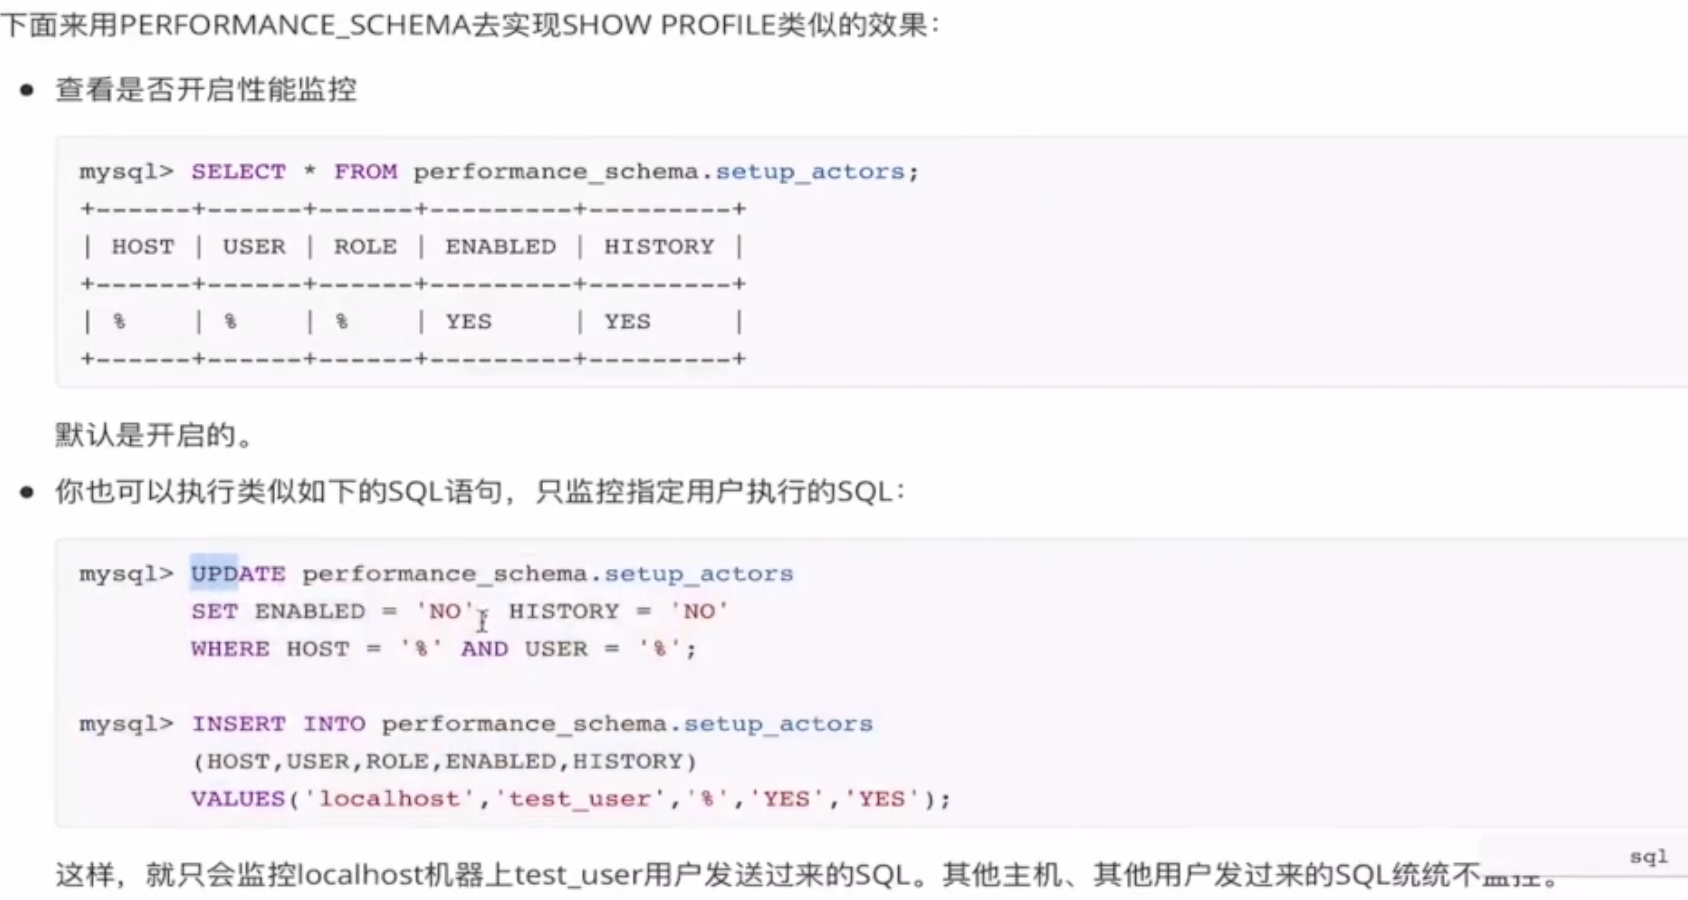 下面来用PERFORMANCE_SCHEMA去实现SHOW PROFILE类似的效果：
● 查看是否开启性能监控
mysql> SELECT * FROM performance_schema.setup_actors;
+------+------+------+---------+---------+
| HOST | USER | ROLE | ENABLED | HISTORY |
+------+------+------+---------+---------+
| %    | %    | %    | YES     | YES     |
+------+------+------+---------+---------+
默认是开启的。
● 你也可以执行类似如下的SQL语句，只监控指定用户执行的SQL：
mysql> UPDATE performance_schema.setup_actors
SET ENABLED = 'NO', HISTORY = 'NO'
WHERE HOST = '%' AND USER = '%';
mysql> INSERT INTO performance_schema.setup_actors
(HOST,USER,ROLE,ENABLED,HISTORY)
VALUES('localhost','test_user','%','YES','YES');
sql
这样，就只会监控localhost机器上test_user用户发送过来的SQL。其他主机、其他用户发过来的SQL统统不监控。